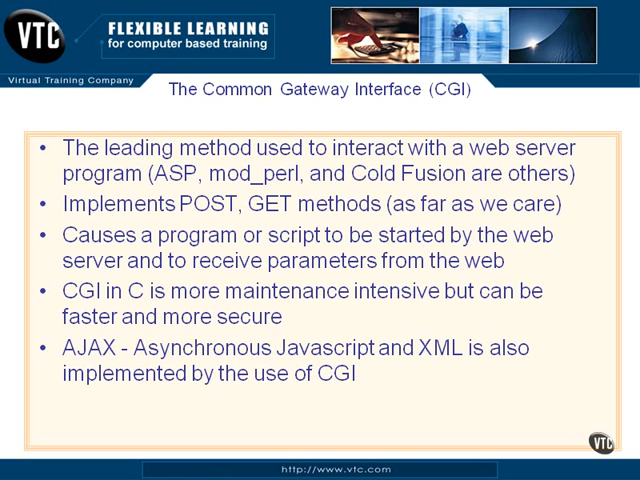 VTC
FLEXIBLE LEARNING
for computer based training
Virtual Training Company
The Common Gateway Interface (CGI)
• The leading method used to interact with a web server
program (ASP, mod_perl, and Cold Fusion are others)
• Implements POST, GET methods (as far as we care)
• Causes a program or script to be started by the web
server and to receive parameters from the web
• CGI in C is more maintenance intensive but can be
faster and more secure
• AJAX - Asynchronous Javascript and XML is also
implemented by the use of CGI
VTC
http://www.vtc.com